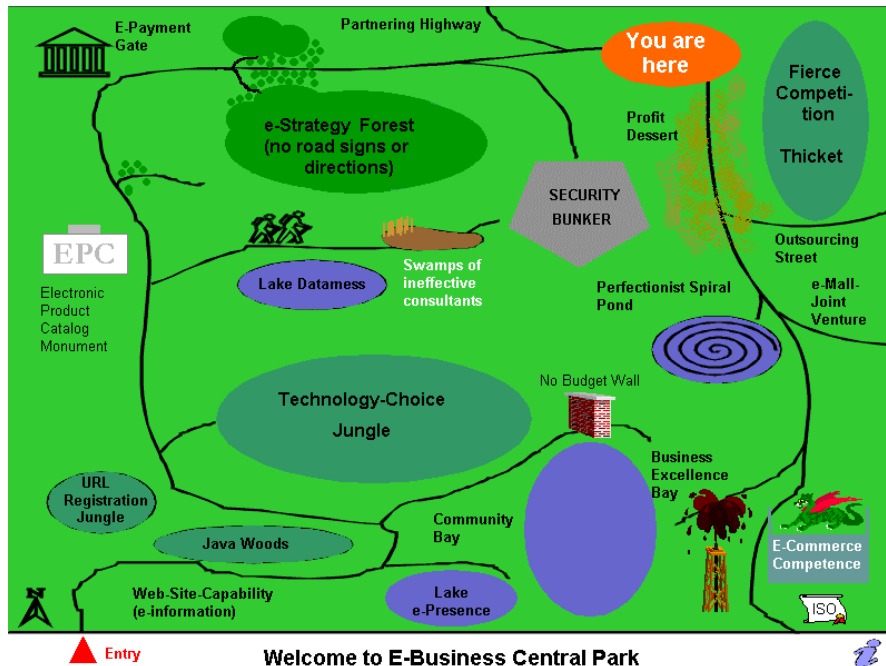 E-Payment
Gate
Partnering Highway
You are
here
Fierce
Competi-
tion
Thicket
Profit
Dessert
e-Strategy Forest
(no road signs or
directions)
SECURITY
BUNKER
EPC
Electronic
Product
Catalog
Monument
Lake Datamess
Swamps of
ineffective
consultants
Outsourcing
Street
e-Mall-
Joint
Venture
Perfectionist Spiral
Pond
No Budget Wall
Technology-Choice
Jungle
Business
Excellence
Bay
URL
Registration
Jungle
Java Woods
Community
Bay
E-Commerce
Competence
Web-Site-Capability
(e-information)
Lake
e-Presence
ISO
N
Entry
Welcome to E-Business Central Park
i